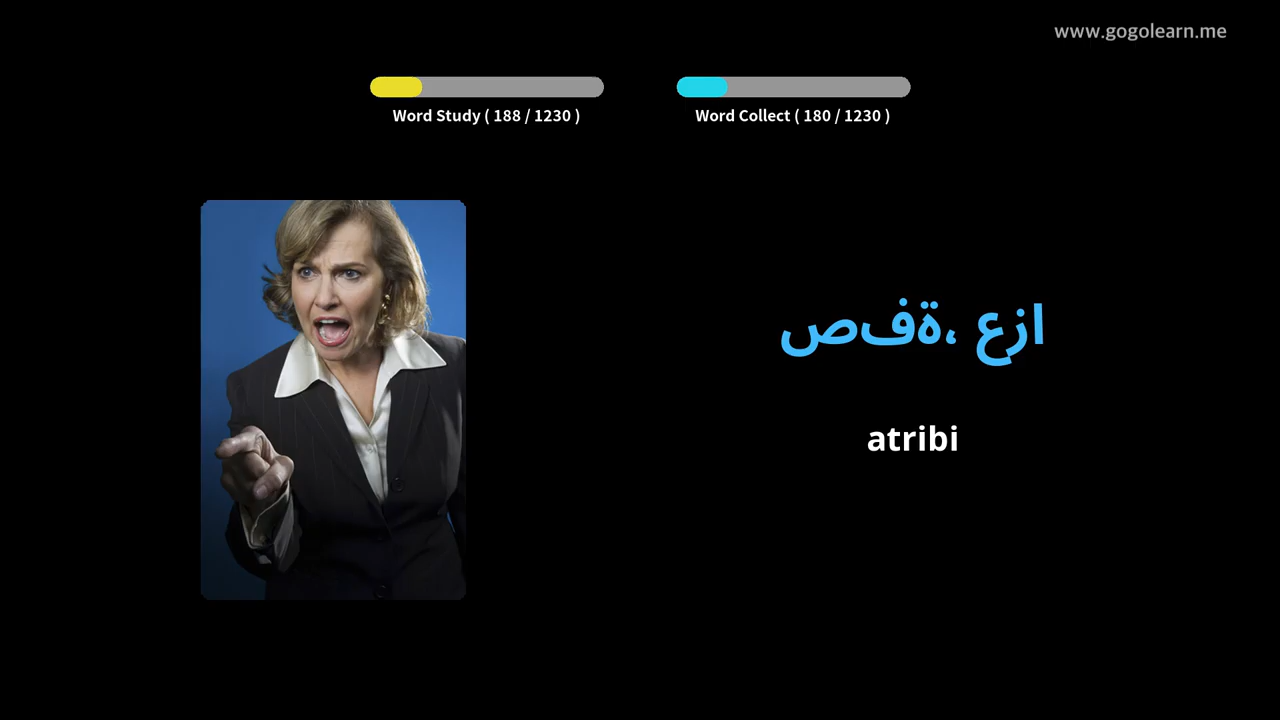 www.gogolearn.me
Word Study ( 188 / 1230 )
Word Collect ( 180 / 1230 )
ازع ،ةفص
atribi